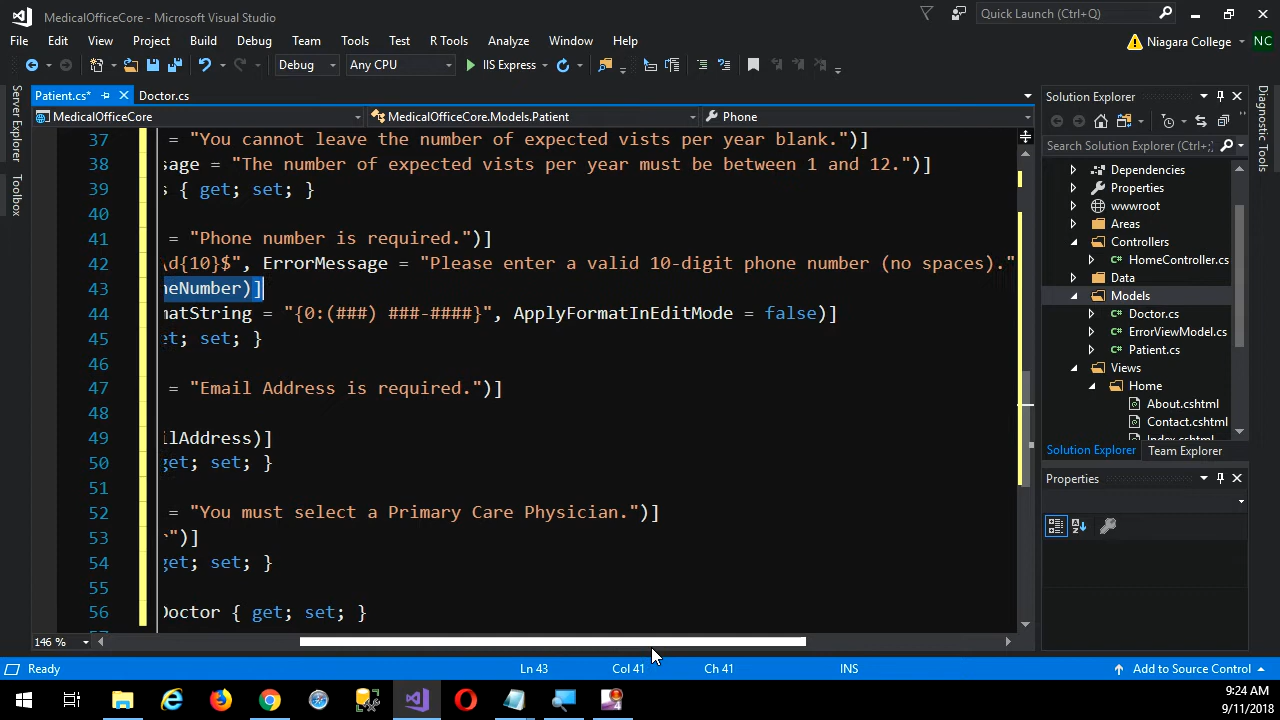 MedicalOfficeCore - Microsoft Visual Studio
Quick Launch (Ctrl+Q)
File Edit View Project Build Debug Team Tools Test R Tools Analyze Window Help
Niagara College NC
Debug Any CPU IIS Express
Patient.cs* Doctor.cs
MedicalOfficeCore MedicalOfficeCore.Models.Patient Phone
Server Explorer
Toolbox
37 = "You cannot leave the number of expected vists per year blank.")]
38 sage = "The number of expected vists per year must be between 1 and 12.")]
39 s { get; set; }
40
41 = "Phone number is required.")]
42 \d{10}$", ErrorMessage = "Please enter a valid 10-digit phone number (no spaces)."
43 neNumber)]
44 matString = "{0:(###) ###-####}", ApplyFormatInEditMode = false)]
45 et; set; }
46
47 = "Email Address is required.")]
48
49 ilAddress)]
50 get; set; }
51
52 = "You must select a Primary Care Physician.")]
53 ")]
54 get; set; }
55
56 Doctor { get; set; }
146 %
Solution Explorer
Search Solution Explorer (Ctrl+;)
Dependencies
Properties
wwwroot
Areas
Controllers
C# HomeController.cs
Data
Models
C# Doctor.cs
C# ErrorViewModel.cs
C# Patient.cs
Views
Home
About.cshtml
Contact.cshtml
Index.cshtml
Solution Explorer Team Explorer
Properties
Diagnostic Tools
Ready Ln 43 Col 41 Ch 41 INS Add to Source Control
9:24 AM
9/11/2018